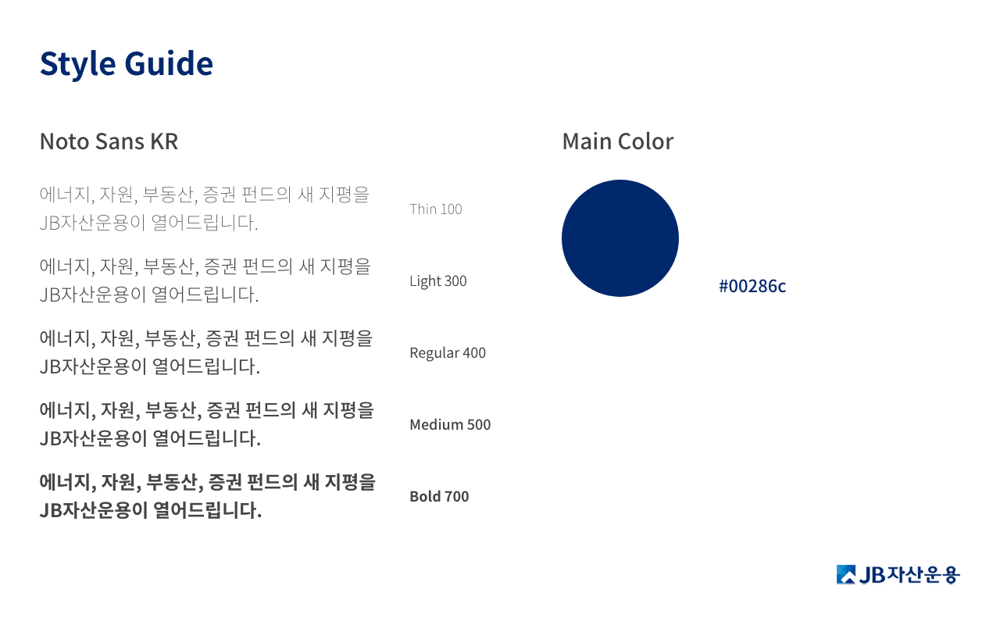 Style Guide
Noto Sans KR
에너지, 자원, 부동산, 증권 펀드의 새 지평을
JB자산운용이 열어드립니다.
Thin 100
에너지, 자원, 부동산, 증권 펀드의 새 지평을
JB자산운용이 열어드립니다.
Light 300
에너지, 자원, 부동산, 증권 펀드의 새 지평을
JB자산운용이 열어드립니다.
Regular 400
에너지, 자원, 부동산, 증권 펀드의 새 지평을
JB자산운용이 열어드립니다.
Medium 500
에너지, 자원, 부동산, 증권 펀드의 새 지평을
JB자산운용이 열어드립니다.
Bold 700
Main Color
#00286c
JB자산운용